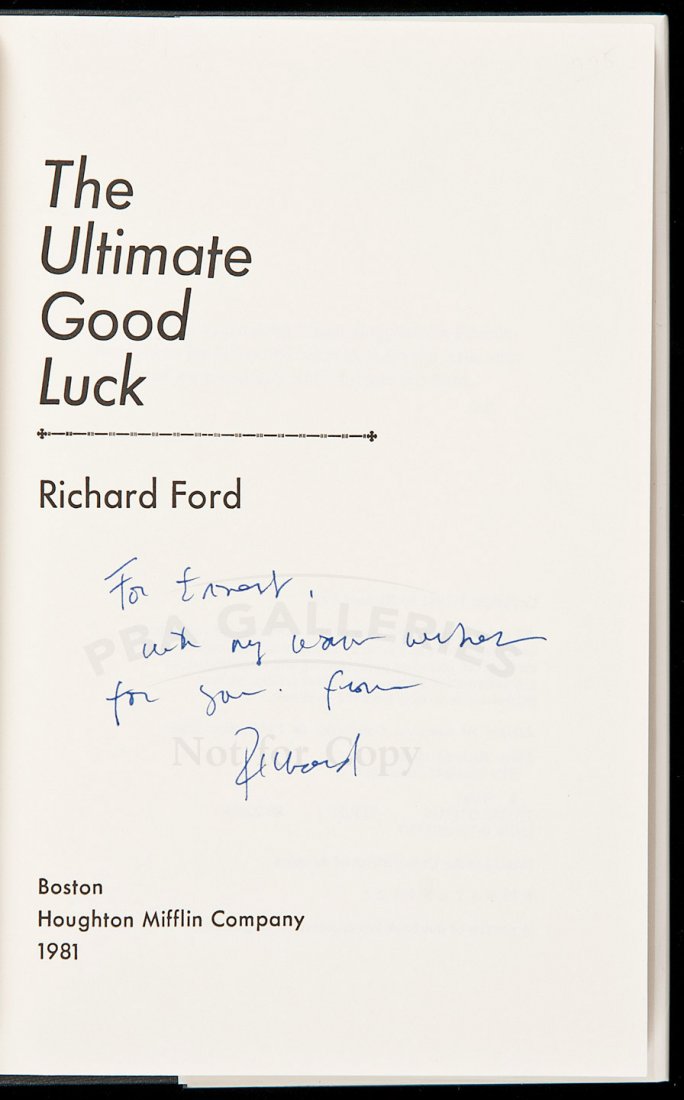 The
Ultimate
Good
Luck
Richard Ford
For Ernest,
PBA GALLERIES
with my warm wishes
for you. from
Not for Copy
Richard
Boston
Houghton Mifflin Company
1981